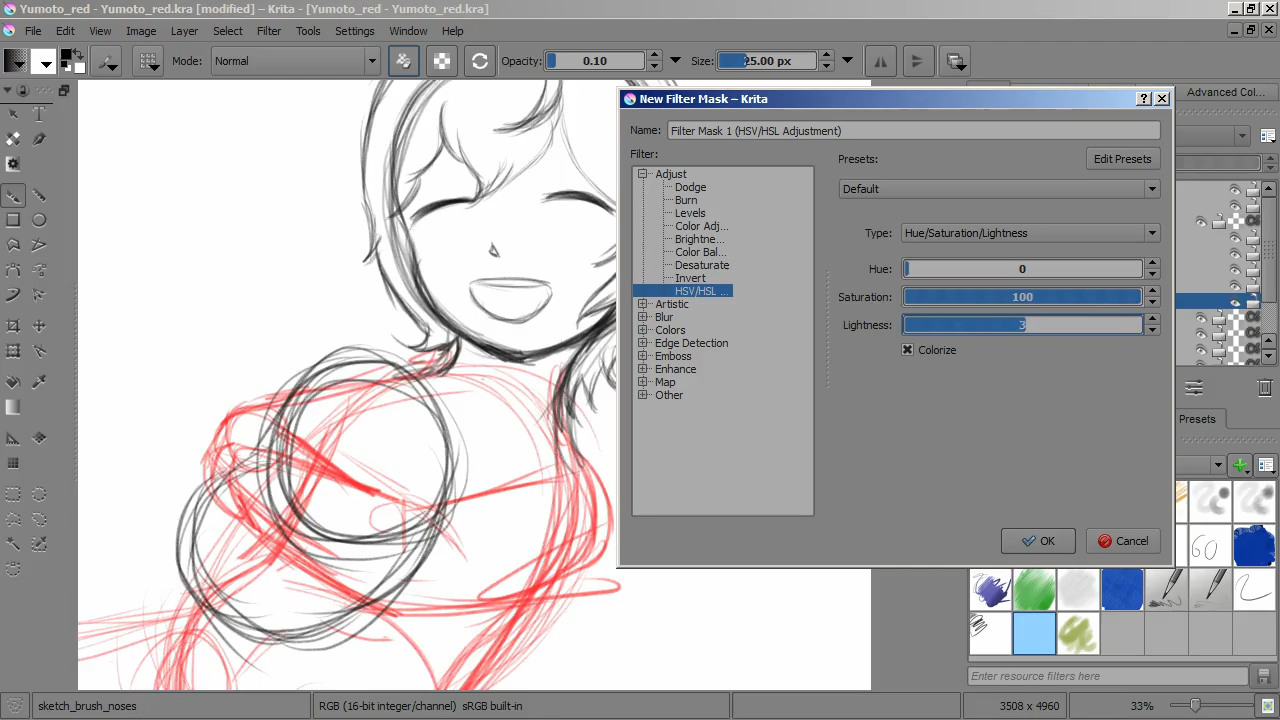 Yumoto_red - Yumoto_red.kra [modified] – Krita - [Yumoto_red - Yumoto_red.kra]
File Edit View Image Layer Select Filter Tools Settings Window Help
Mode: Normal Opacity: 0.10 Size: 25.00 px
Advanced Col...
New Filter Mask – Krita
Name: Filter Mask 1 (HSV/HSL Adjustment)
Filter:
Adjust
Dodge
Burn
Levels
Color Adj...
Brightne...
Color Bal...
Desaturate
Invert
HSV/HSL ...
Artistic
Blur
Colors
Edge Detection
Emboss
Enhance
Map
Other
Presets: Edit Presets
Default
Type: Hue/Saturation/Lightness
Hue: 0
Saturation: 100
Lightness: 3
Colorize
OK Cancel
Presets
Enter resource filters here
sketch_brush_noses RGB (16-bit integer/channel) sRGB built-in 3508 x 4960 33%